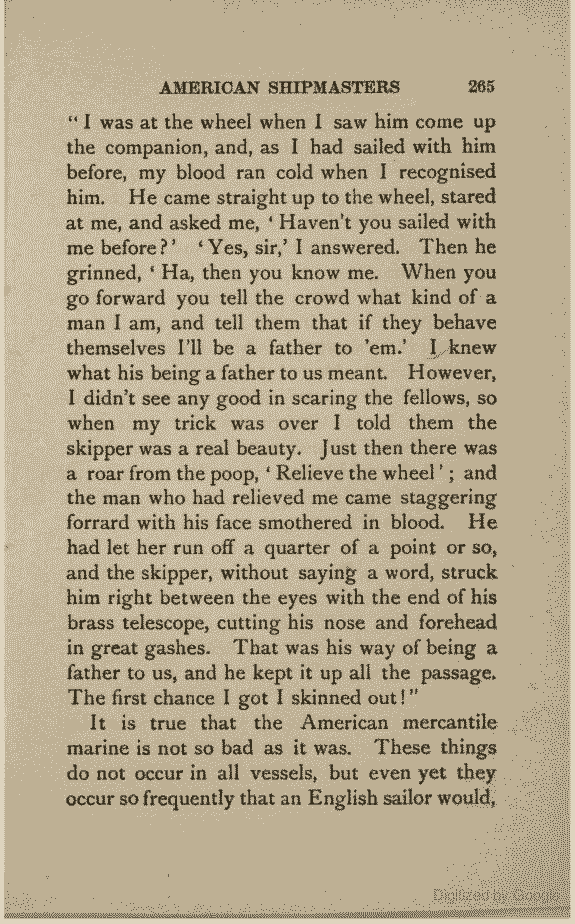 AMERICAN SHIPMASTERS 265
“ I was at the wheel when I saw him come up
the companion, and, as I had sailed with him
before, my blood ran cold when I recognised
him. He came straight up to the wheel, stared
at me, and asked me, ‘ Haven’t you sailed with
me before?’ ‘Yes, sir,’ I answered. Then he
grinned, ‘ Ha, then you know me. When you
go forward you tell the crowd what kind of a
man I am, and tell them that if they behave
themselves I’ll be a father to ’em.’ I knew
what his being a father to us meant. However,
I didn’t see any good in scaring the fellows, so
when my trick was over I told them the
skipper was a real beauty. Just then there was
a roar from the poop, ‘ Relieve the wheel ’ ; and
the man who had relieved me came staggering
forrard with his face smothered in blood. He
had let her run off a quarter of a point or so,
and the skipper, without saying a word, struck
him right between the eyes with the end of his
brass telescope, cutting his nose and forehead
in great gashes. That was his way of being a
father to us, and he kept it up all the passage.
The first chance I got I skinned out!”
It is true that the American mercantile
marine is not so bad as it was. These things
do not occur in all vessels, but even yet they
occur so frequently that an English sailor would,
Digitized by Google